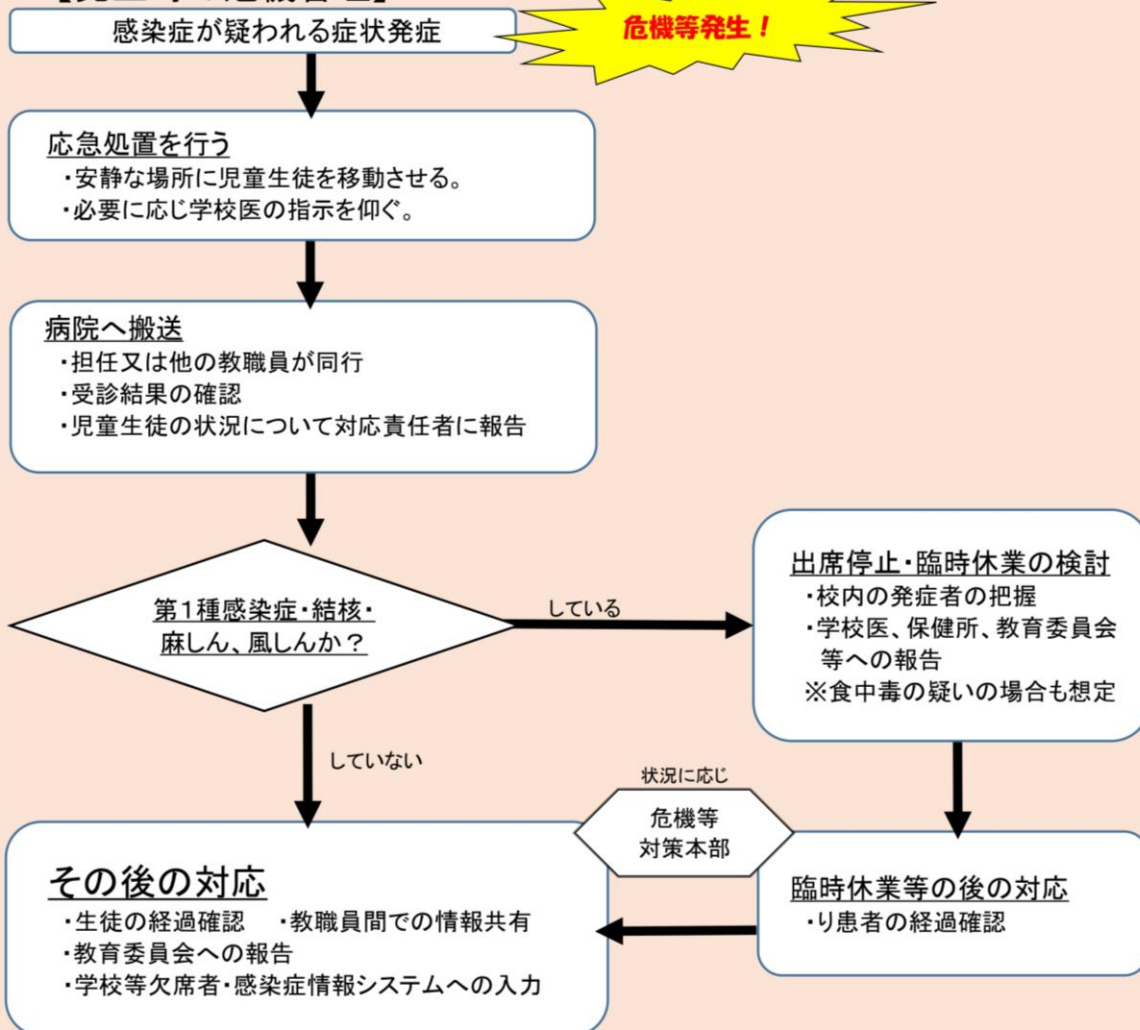 感染症が疑われる症状発症
危機等発生！
応急処置を行う
・安静な場所に児童生徒を移動させる。
・必要に応じ学校医の指示を仰ぐ。
病院へ搬送
・担任又は他の教職員が同行
・受診結果の確認
・児童生徒の状況について対応責任者に報告
第１種感染症・結核・
麻しん、風しんか？
している
出席停止・臨時休業の検討
・校内の発症者の把握
・学校医、保健所、教育委員会
等への報告
※食中毒の疑いの場合も想定
していない
状況に応じ
危機等
対策本部
臨時休業等の後の対応
・り患者の経過確認
その後の対応
・生徒の経過確認　・教職員間での情報共有
・教育委員会への報告
・学校等欠席者・感染症情報システムへの入力